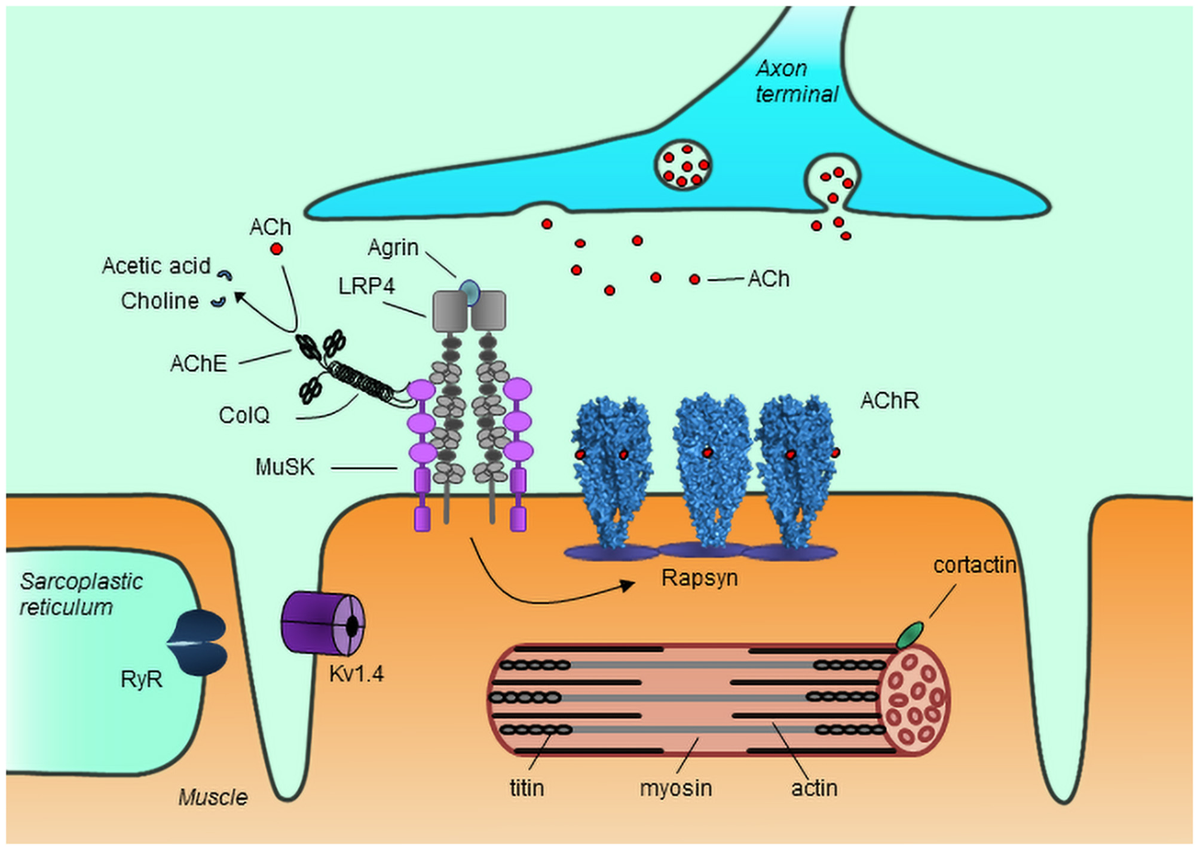 Axon
terminal
ACh
Acetic acid
Choline
Agrin
LRP4
ACh
AChE
ColQ
AChR
MuSK
Rapsyn
cortactin
Sarcoplastic
reticulum
RyR
Kv1.4
titin
myosin
actin
Muscle